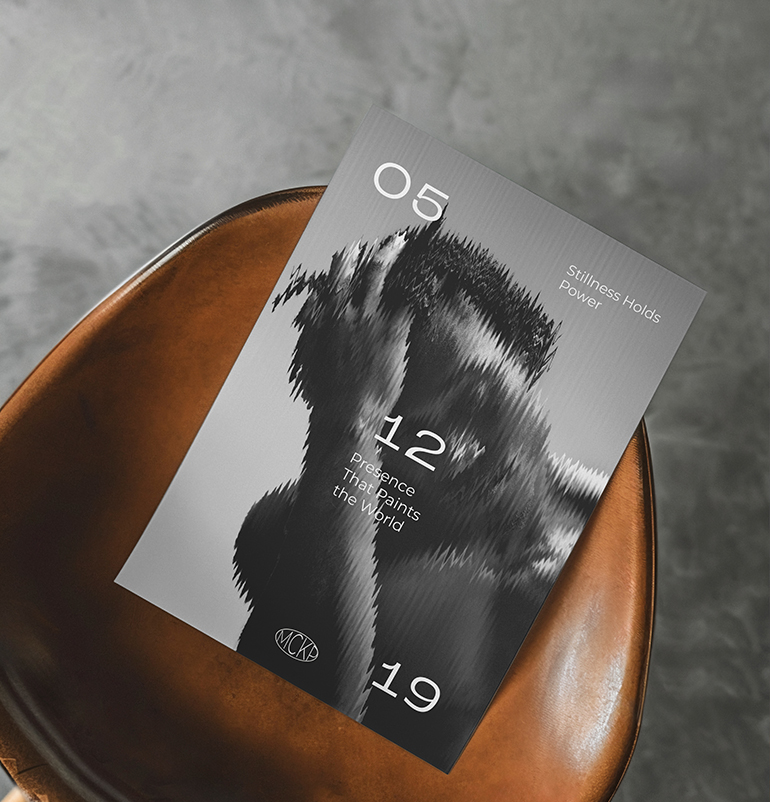 05
Stillness Holds
Power
12
Presence
That Paints
the World
MCKP
19